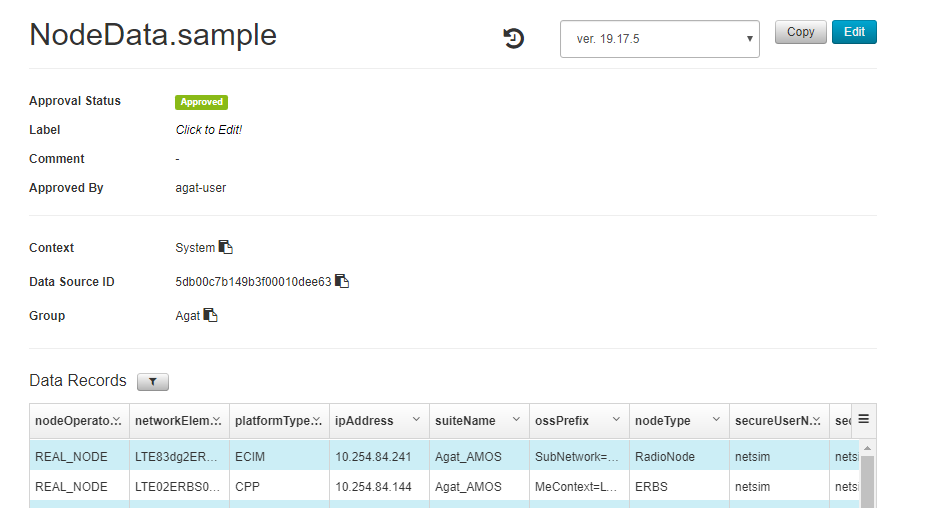 NodeData.sample
ver. 19.17.5
Copy
Edit
Approval Status Approved
Label Click to Edit!
Comment -
Approved By agat-user
Context System
Data Source ID 5db00c7b149b3f00010dee63
Group Agat
Data Records
nodeOperato... networkElem... platformType... ipAddress suiteName ossPrefix nodeType secureUserN... sec
REAL_NODE LTE83dg2ER... ECIM 10.254.84.241 Agat_AMOS SubNetwork=... RadioNode netsim nets
REAL_NODE LTE02ERBS0... CPP 10.254.84.144 Agat_AMOS MeContext=L... ERBS netsim nets